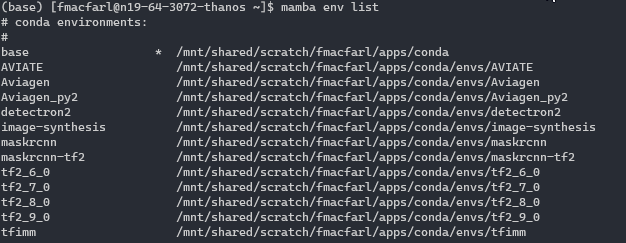 (base) [fmacfarl@n19-64-3072-thanos ~]$ mamba env list
# conda environments:
#
base                  *  /mnt/shared/scratch/fmacfarl/apps/conda
AVIATE                   /mnt/shared/scratch/fmacfarl/apps/conda/envs/AVIATE
Aviagen                  /mnt/shared/scratch/fmacfarl/apps/conda/envs/Aviagen
Aviagen_py2              /mnt/shared/scratch/fmacfarl/apps/conda/envs/Aviagen_py2
detectron2               /mnt/shared/scratch/fmacfarl/apps/conda/envs/detectron2
image-synthesis          /mnt/shared/scratch/fmacfarl/apps/conda/envs/image-synthesis
maskrcnn                 /mnt/shared/scratch/fmacfarl/apps/conda/envs/maskrcnn
maskrcnn-tf2             /mnt/shared/scratch/fmacfarl/apps/conda/envs/maskrcnn-tf2
tf2_6_0                  /mnt/shared/scratch/fmacfarl/apps/conda/envs/tf2_6_0
tf2_7_0                  /mnt/shared/scratch/fmacfarl/apps/conda/envs/tf2_7_0
tf2_8_0                  /mnt/shared/scratch/fmacfarl/apps/conda/envs/tf2_8_0
tf2_9_0                  /mnt/shared/scratch/fmacfarl/apps/conda/envs/tf2_9_0
tfimm                    /mnt/shared/scratch/fmacfarl/apps/conda/envs/tfimm